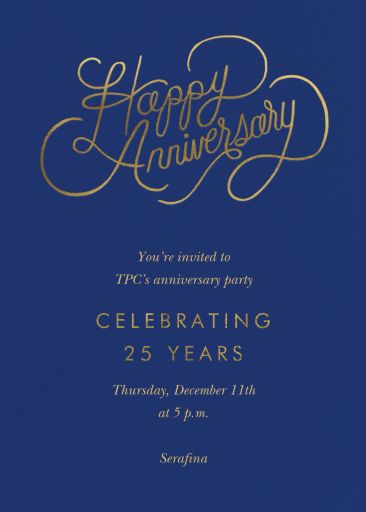 Happy
Anniversary
You're invited to
TPC's anniversary party
CELEBRATING
25 YEARS
Thursday, December 11th
at 5 p.m.
Serafina